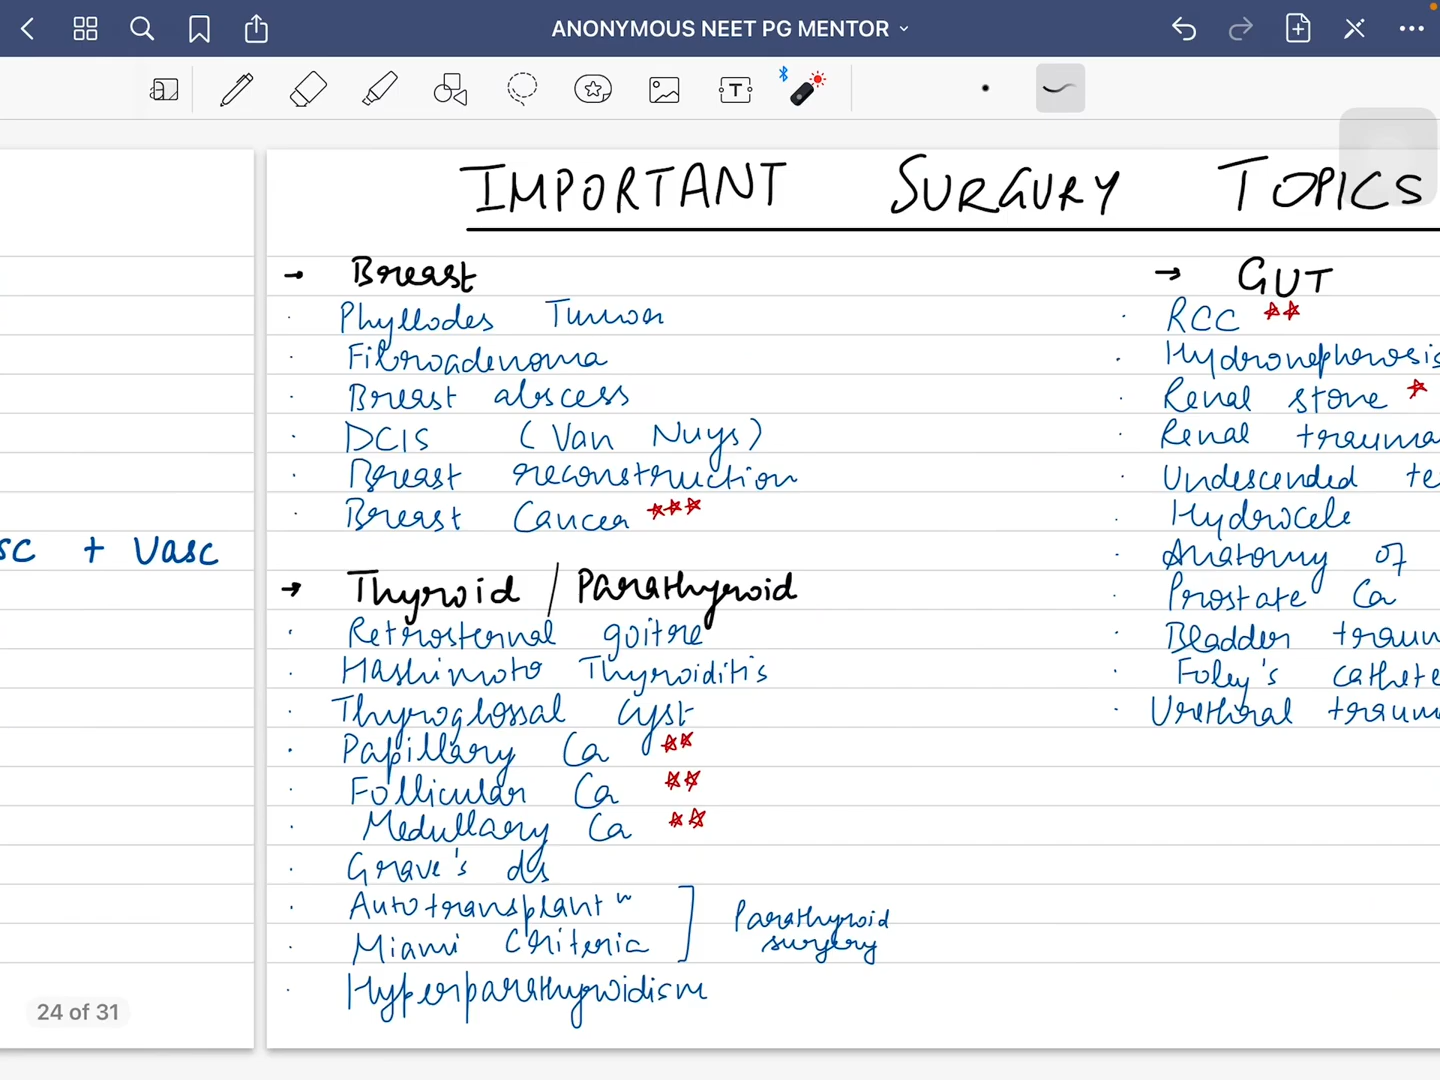 ANONYMOUS NEET PG MENTOR
IMPORTANT SURGURY TOPICS
→ Breast
· Phyllodes Tumor
· Fibroadenoma
· Breast abscess
· DCIS (Van Nuys)
· Breast reconstruction
· Breast Cancer ***
sc + Vasc
→ Thyroid / Parathyroid
· Retrosternal goitre
· Hashimoto Thyroiditis
· Thyroglossal cyst
· Papillary Ca **
· Follicular Ca **
· Medullary Ca **
· Grave's ds
· Autotransplantⁿ
· Miami Criteria ] Parathyroid surgery
· Hyperparathyroidism
→ GUT
· RCC **
· Hydronepherosis
· Renal stone *
· Renal trauma
· Undescended te
· Hydrocele
· Anatomy of
· Prostate Ca
· Bladder traum
· Foley's cathete
· Urethral traum
24 of 31